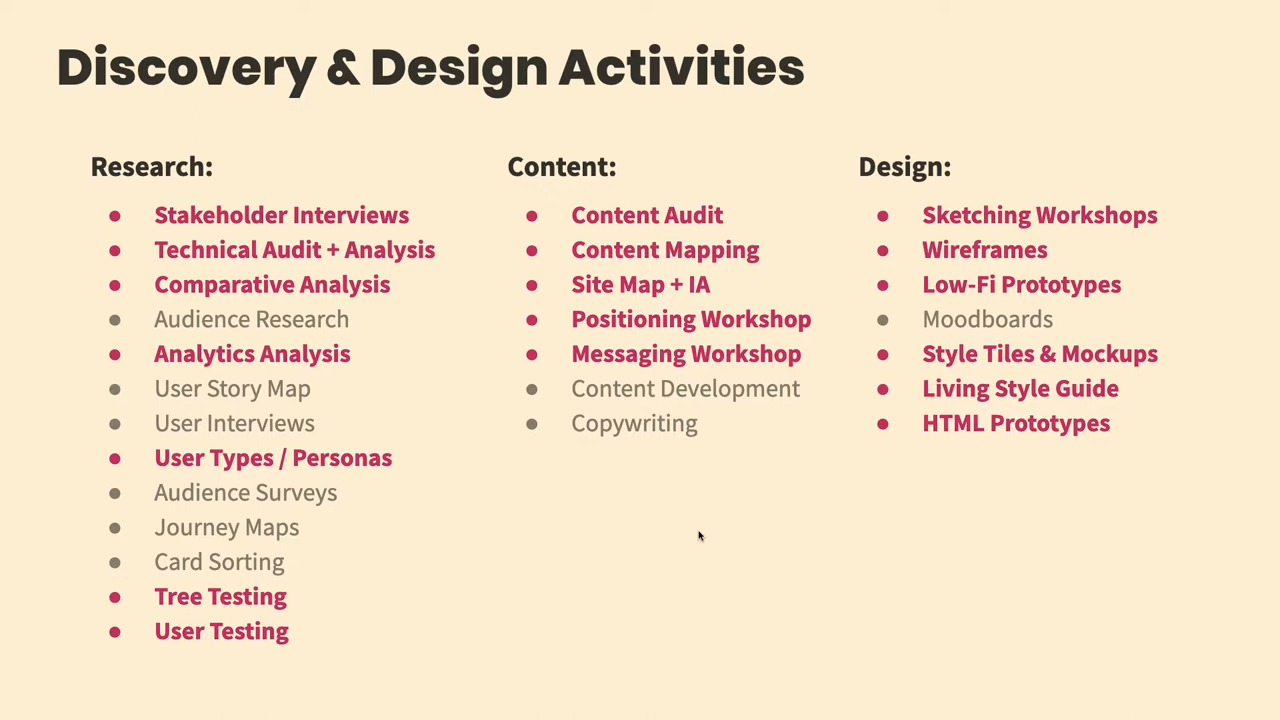 Discovery & Design Activities
Research:
● Stakeholder Interviews
● Technical Audit + Analysis
● Comparative Analysis
● Audience Research
● Analytics Analysis
● User Story Map
● User Interviews
● User Types / Personas
● Audience Surveys
● Journey Maps
● Card Sorting
● Tree Testing
● User Testing
Content:
● Content Audit
● Content Mapping
● Site Map + IA
● Positioning Workshop
● Messaging Workshop
● Content Development
● Copywriting
Design:
● Sketching Workshops
● Wireframes
● Low-Fi Prototypes
● Moodboards
● Style Tiles & Mockups
● Living Style Guide
● HTML Prototypes